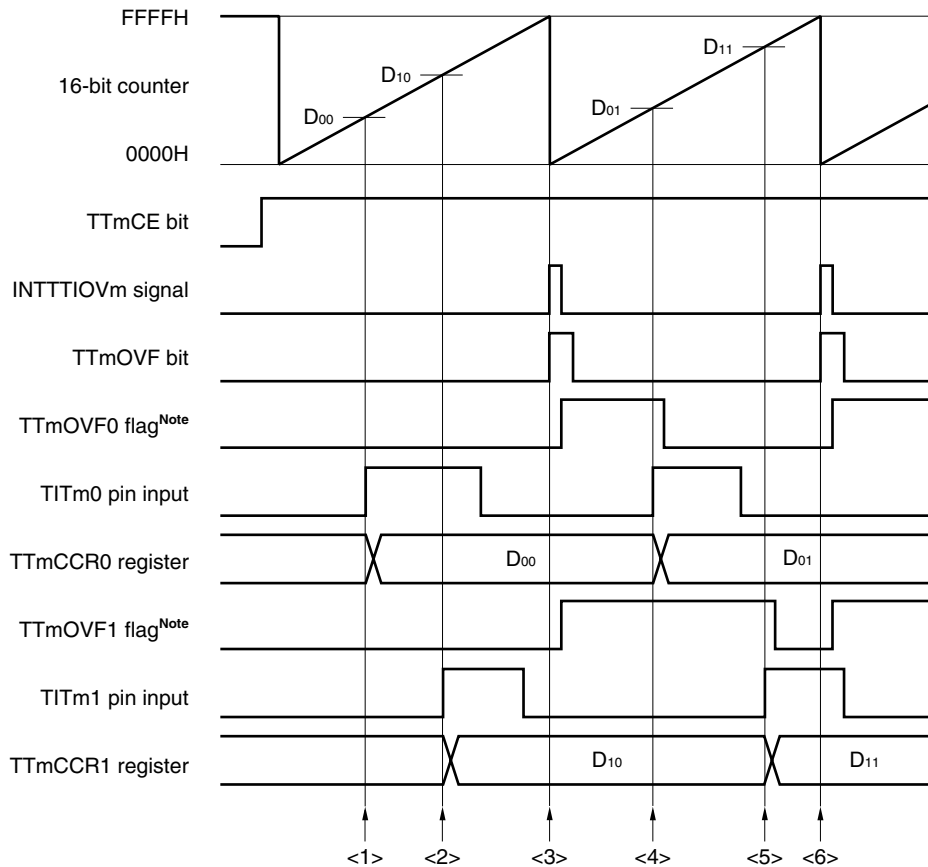 FFFFH
D11
D10
16-bit counter
D00
D01
0000H
TTmCE bit
INTTTIOVm signal
TTmOVF bit
TTmOVF0 flagNote
TITm0 pin input
TTmCCR0 register
D00
D01
TTmOVF1 flagNote
TITm1 pin input
TTmCCR1 register
D10
D11
<1> <2> <3> <4> <5> <6>